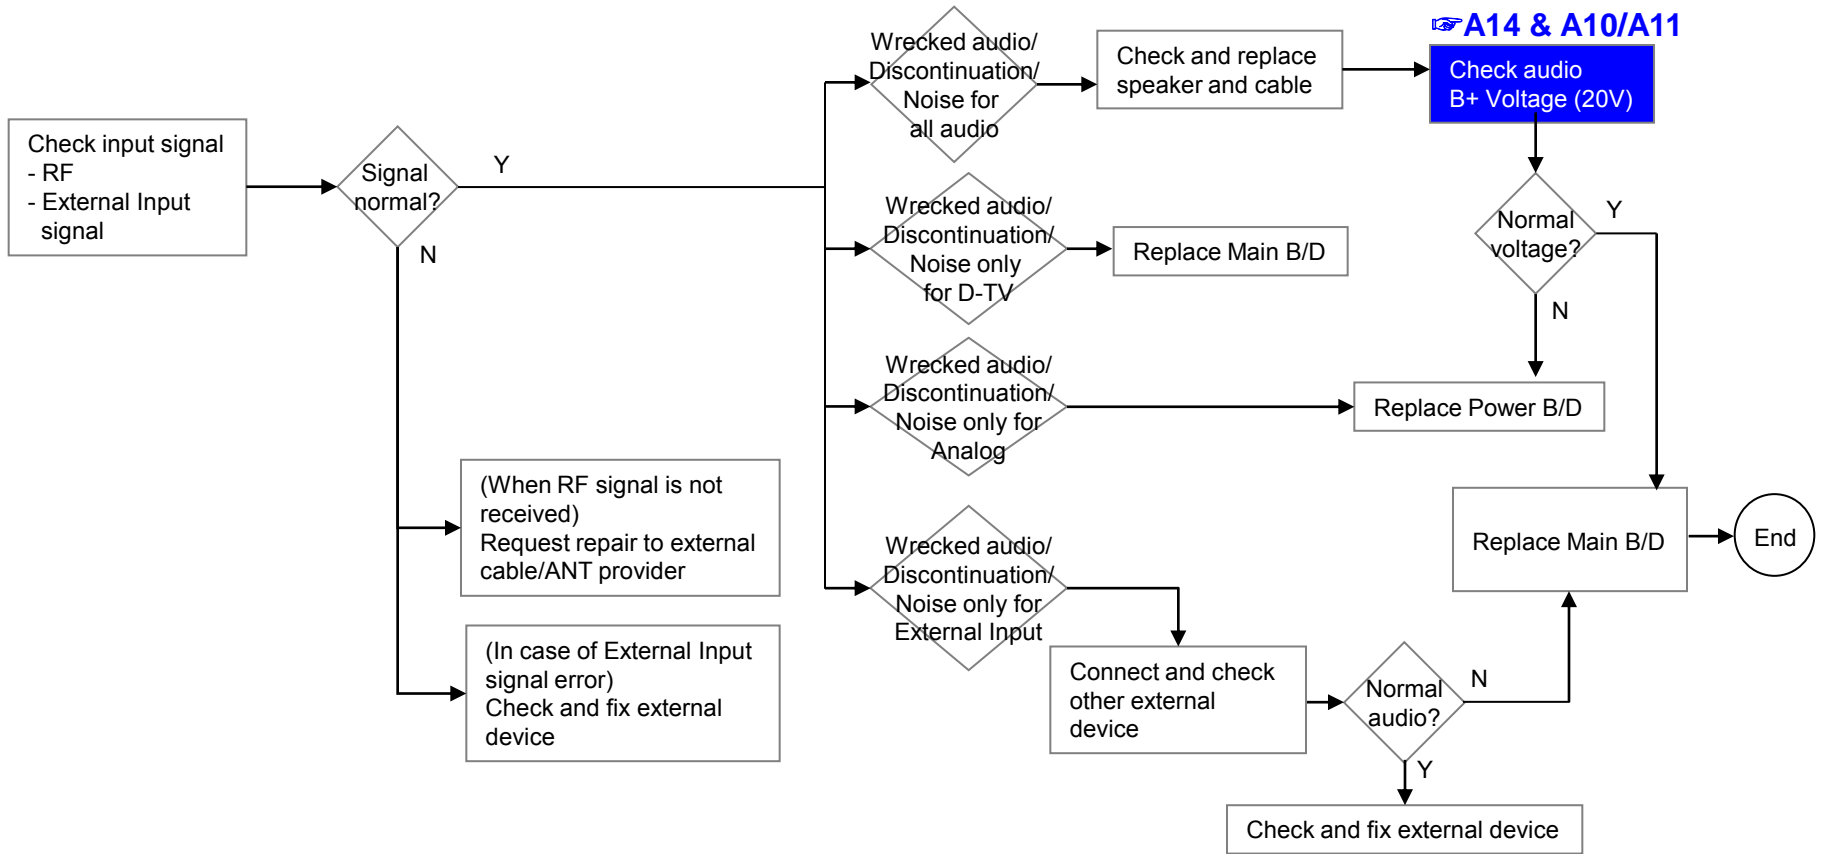 ☞A14 & A10/A11
Check input signal
- RF
- External Input
signal
Signal
normal?
Y
N
(When RF signal is not
received)
Request repair to external
cable/ANT provider
(In case of External Input
signal error)
Check and fix external
device
Wrecked audio/
Discontinuation/
Noise for
all audio
Check and replace
speaker and cable
Check audio
B+ Voltage (20V)
Normal
voltage?
Y
N
Wrecked audio/
Discontinuation/
Noise only
for D-TV
Replace Main B/D
Wrecked audio/
Discontinuation/
Noise only for
Analog
Replace Power B/D
Wrecked audio/
Discontinuation/
Noise only for
External Input
Connect and check
other external
device
Normal
audio?
N
Y
Replace Main B/D
End
Check and fix external device